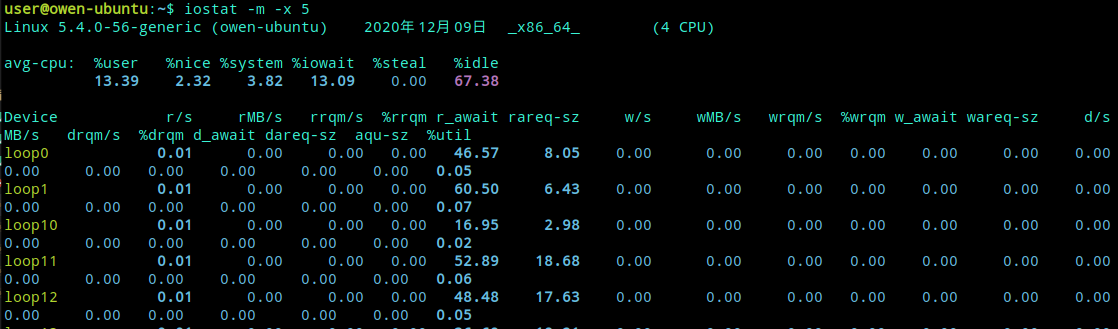 user@owen-ubuntu:~$ iostat -m -x 5
Linux 5.4.0-56-generic (owen-ubuntu) 2020年12月09日 _x86_64_ (4 CPU)
avg-cpu: %user %nice %system %iowait %steal %idle
13.39 2.32 3.82 13.09 0.00 67.38
Device r/s rMB/s rrqm/s %rrqm r_await rareq-sz w/s wMB/s wrqm/s %wrqm w_await wareq-sz d/s
MB/s drqm/s %drqm d_await dareq-sz aqu-sz %util
loop0 0.01 0.00 0.00 0.00 46.57 8.05 0.00 0.00 0.00 0.00 0.00 0.00 0.00
0.00 0.00 0.00 0.00 0.00 0.00 0.05
loop1 0.01 0.00 0.00 0.00 60.50 6.43 0.00 0.00 0.00 0.00 0.00 0.00 0.00
0.00 0.00 0.00 0.00 0.00 0.00 0.07
loop10 0.01 0.00 0.00 0.00 16.95 2.98 0.00 0.00 0.00 0.00 0.00 0.00 0.00
0.00 0.00 0.00 0.00 0.00 0.00 0.02
loop11 0.01 0.00 0.00 0.00 52.89 18.68 0.00 0.00 0.00 0.00 0.00 0.00 0.00
0.00 0.00 0.00 0.00 0.00 0.00 0.06
loop12 0.01 0.00 0.00 0.00 48.48 17.63 0.00 0.00 0.00 0.00 0.00 0.00 0.00
0.00 0.00 0.00 0.00 0.00 0.00 0.05